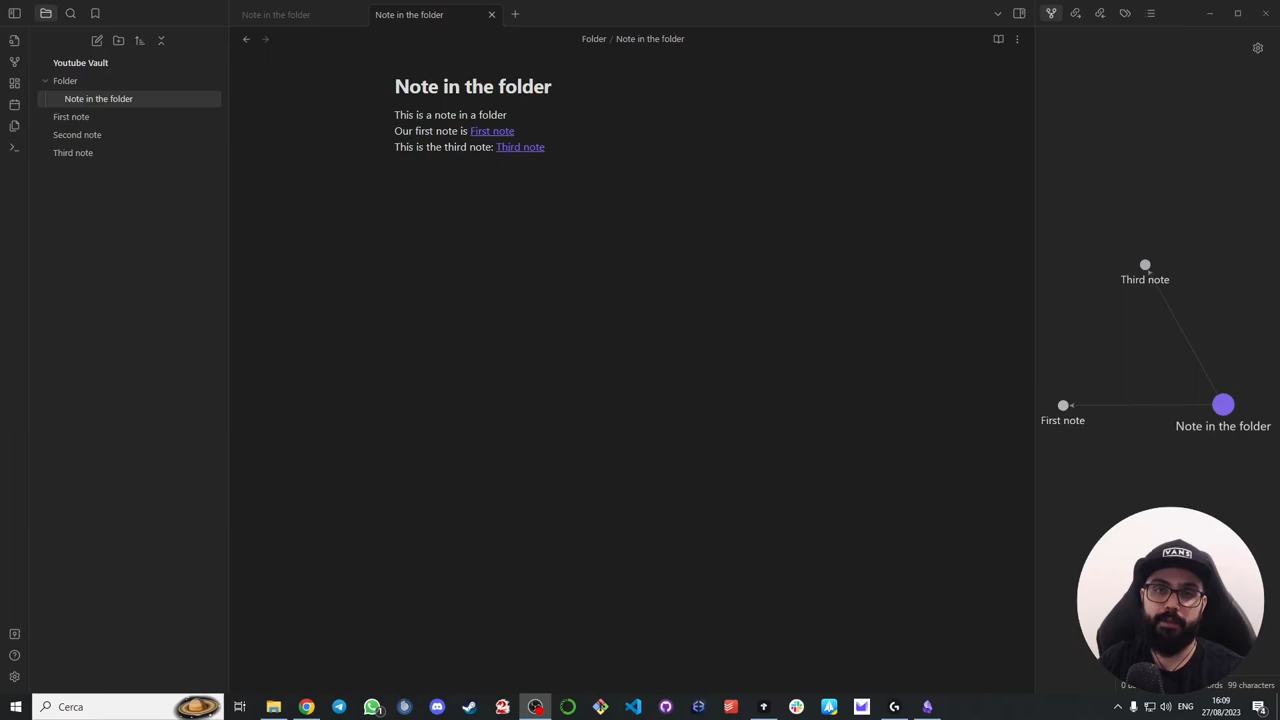 Note in the folder
Note in the folder
Folder / Note in the folder
Youtube Vault
Folder
Note in the folder
First note
Second note
Third note
Note in the folder
This is a note in a folder
Our first note is First note
This is the third note: Third note
Third note
First note
Note in the folder
VANS
99 characters
Cerca
ENG
16:09
27/08/2023